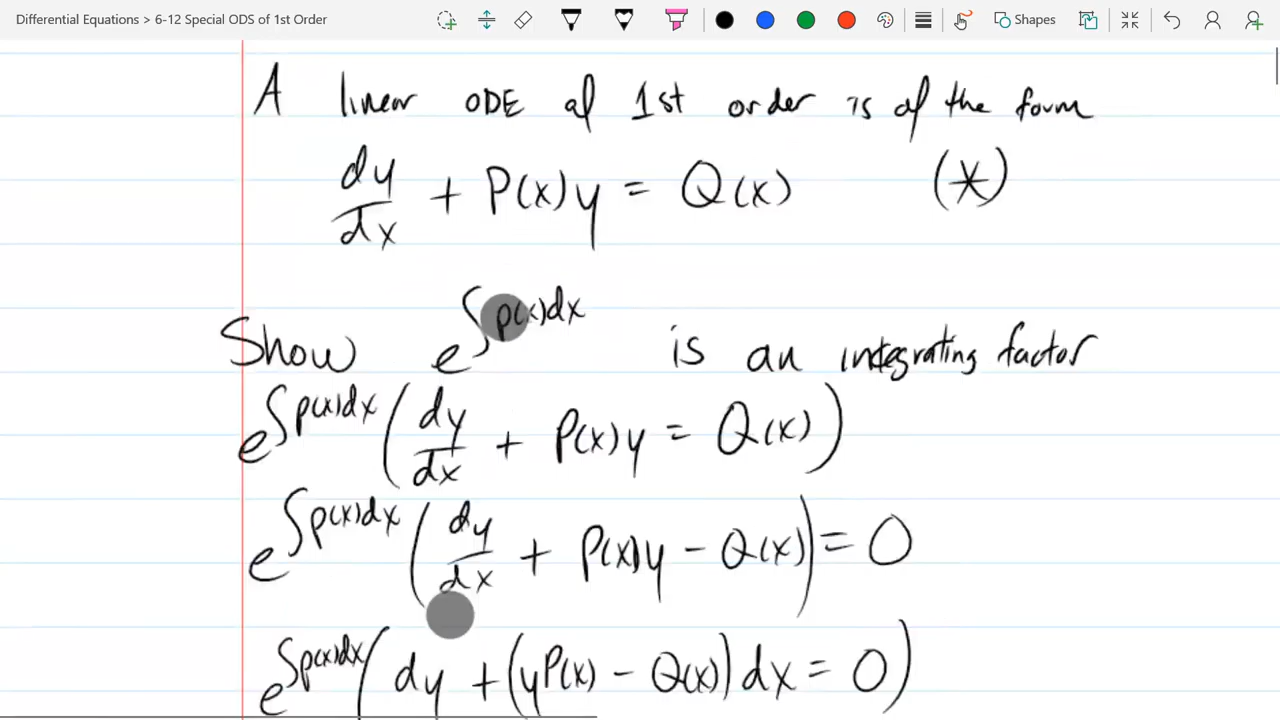 Differential Equations > 6-12 Special ODS of 1st Order
Shapes
A linear ODE of 1st order is of the form
dy/dx + P(x)y = Q(x) (*)
Show e^∫p(x)dx is an integrating factor
e^∫p(x)dx (dy/dx + P(x)y = Q(x))
e^∫p(x)dx (dy/dx + P(x)y - Q(x)) = 0
e^∫p(x)dx (dy + (yP(x) - Q(x))dx = 0)